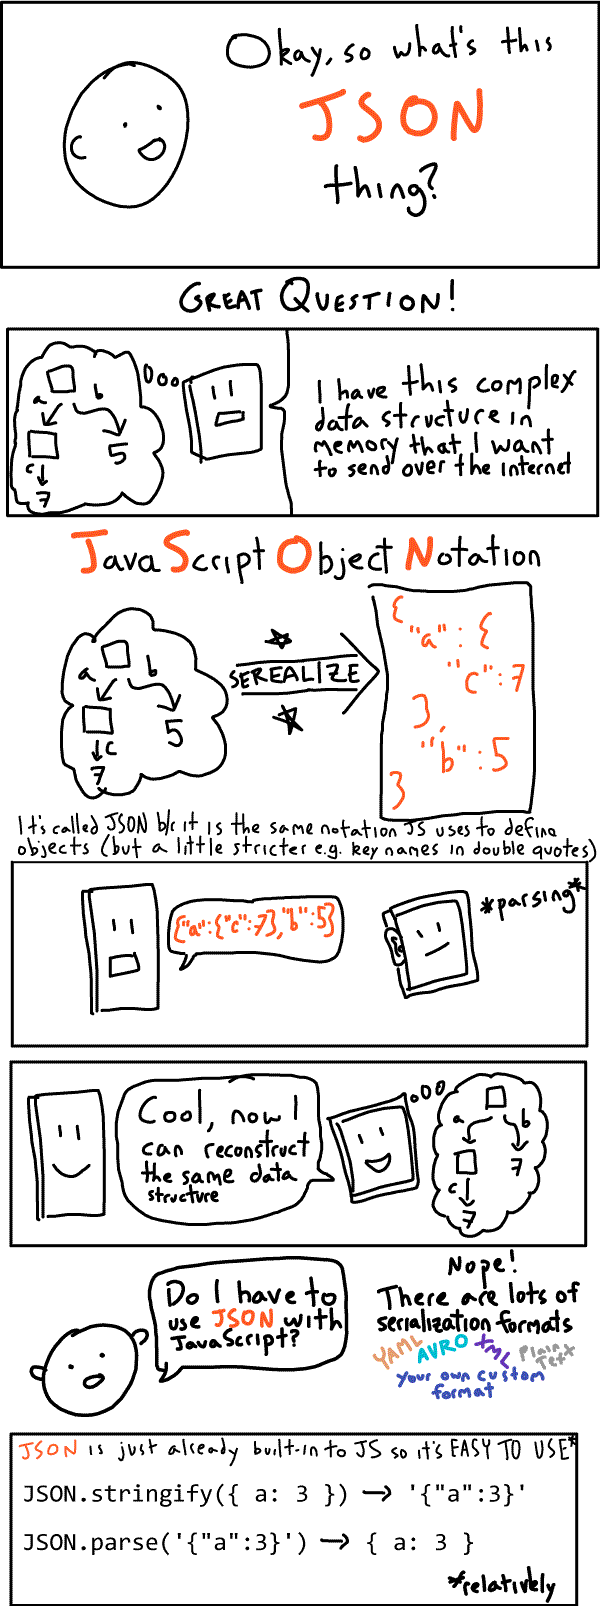 Okay, so what's this
JSON
thing?
GREAT QUESTION!
a b
c 5
7
I have this complex
data structure in
memory that I want
to send over the internet
JavaScript Object Notation
a b
c 5
7
SEREALIZE
{
"a": {
"c": 7
},
"b": 5
}
It's called JSON b/c it is the same notation JS uses to define
objects (but a little stricter e.g. key names in double quotes)
{"a":{"c":7},"b":5}
*parsing*
Cool, now I
can reconstruct
the same data
structure
a b
c 7
7
Do I have to
use JSON with
JavaScript?
Nope!
There are lots of
serialization formats
YAML AVRO XML Plain
Text
your own custom
format
JSON is just already built-in to JS so it's EASY TO USE*
JSON.stringify({ a: 3 }) → '{"a":3}'
JSON.parse('{"a":3}') → { a: 3 }
*relatively